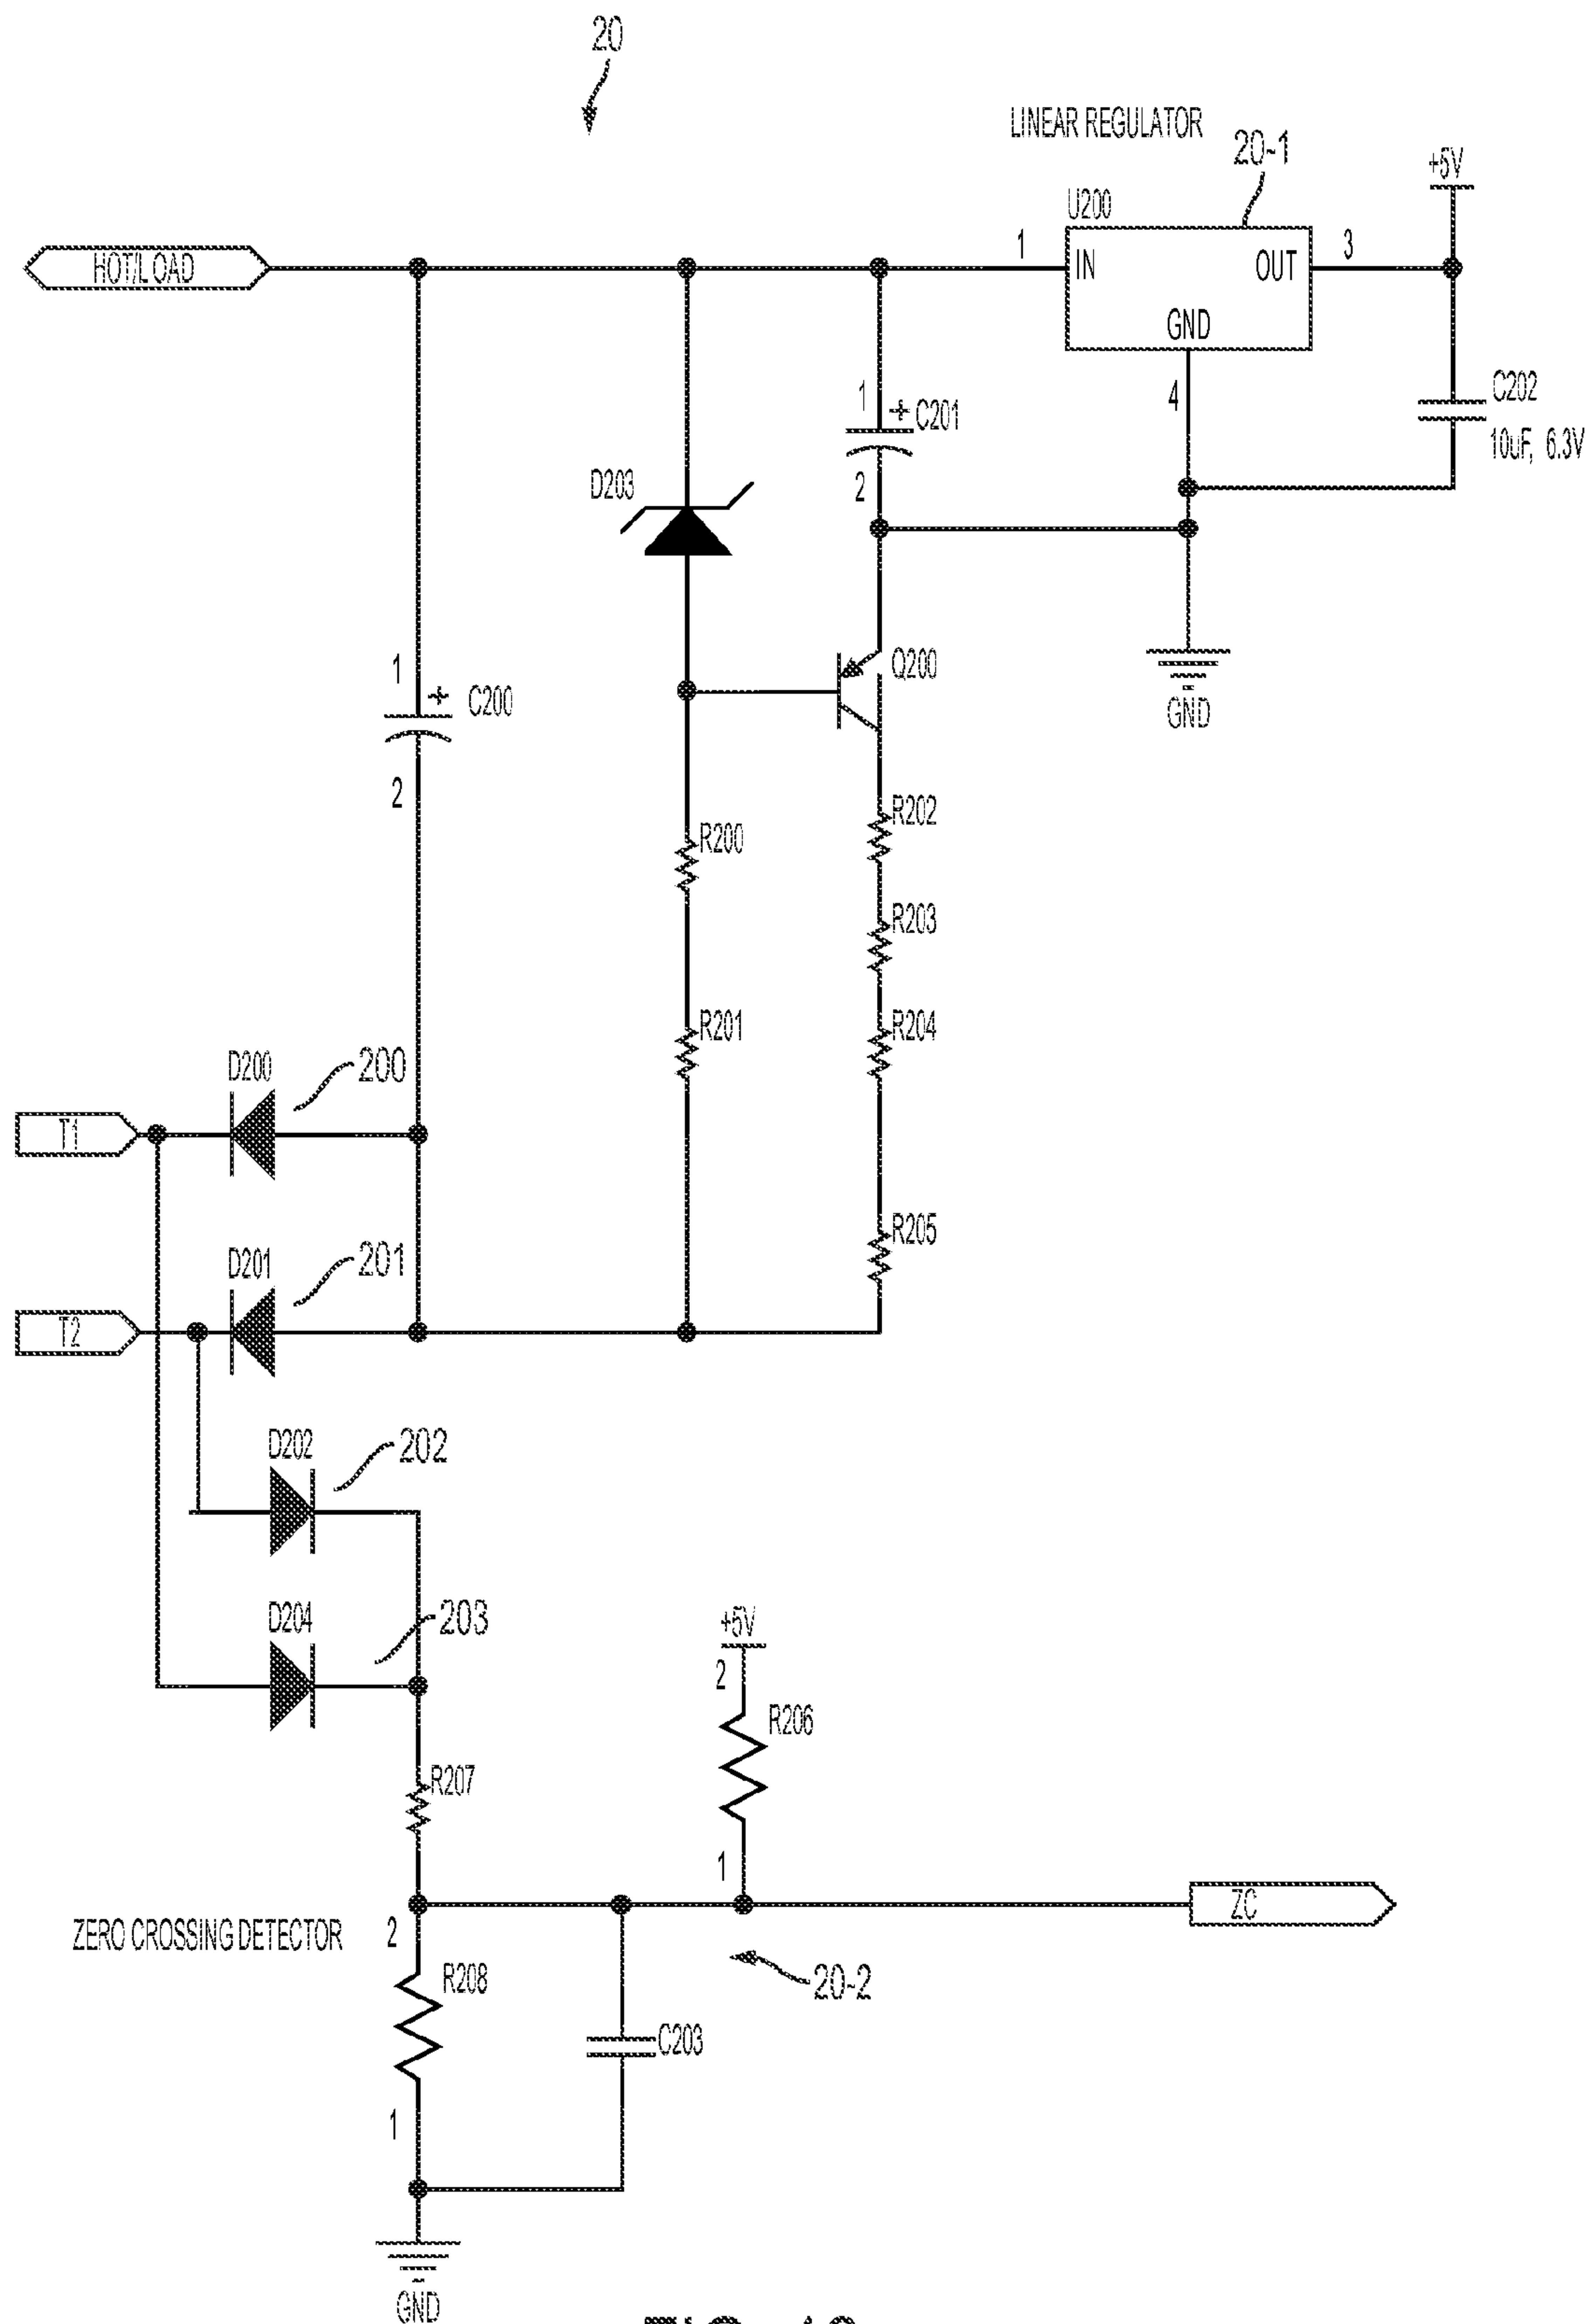 20
LINEAR REGULATOR
20-1
+5V
U200
HOT/LOAD
1
IN
OUT
3
GND
4
1
+
C201
2
C202
10uF, 6.3V
D203
Q200
GND
1
+
C200
2
R200
R202
R203
R201
R204
D200
200
T1
R205
D201
201
T2
D202
202
D204
203
+5V
2
R206
R207
1
ZC
ZERO CROSSING DETECTOR
2
20-2
R208
C203
1
GND